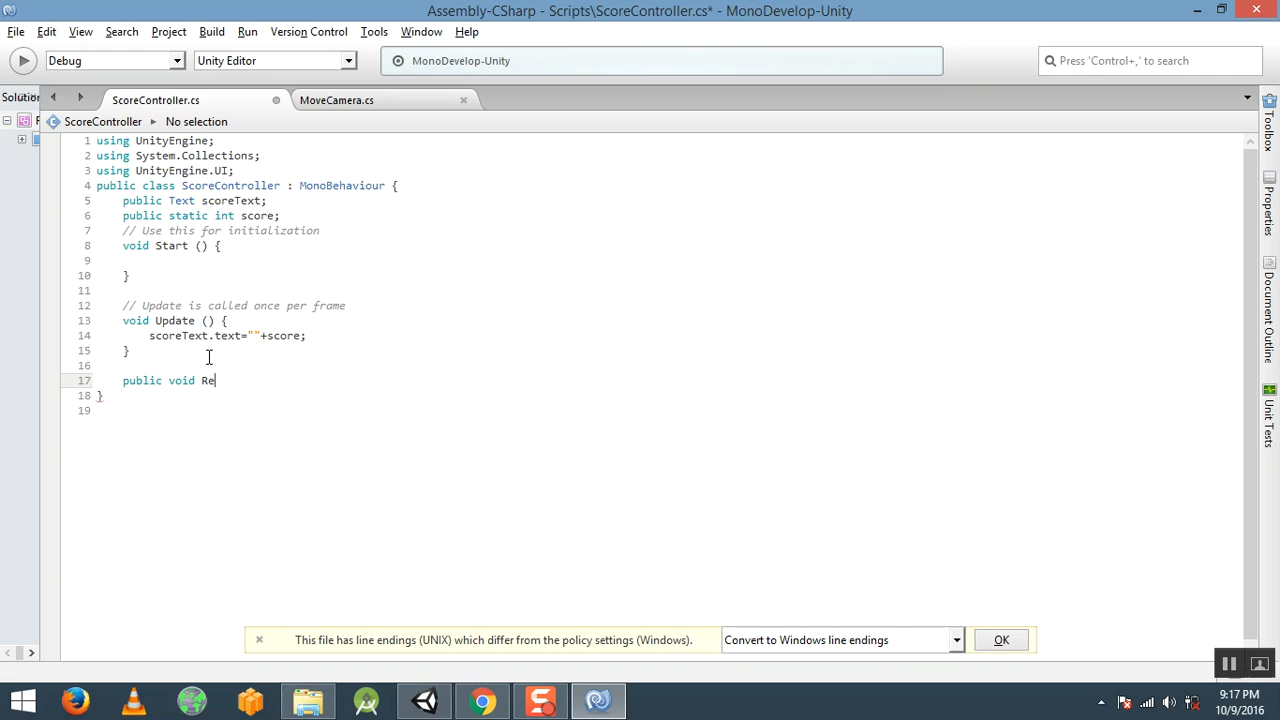 Assembly-CSharp - Scripts\ScoreController.cs* - MonoDevelop-Unity
File Edit View Search Project Build Run Version Control Tools Window Help
Debug Unity Editor MonoDevelop-Unity Press 'Control+,' to search
Solution ScoreController.cs MoveCamera.cs
ScoreController No selection
1 using UnityEngine;
2 using System.Collections;
3 using UnityEngine.UI;
4 public class ScoreController : MonoBehaviour {
5 public Text scoreText;
6 public static int score;
7 // Use this for initialization
8 void Start () {
9
10 }
11
12 // Update is called once per frame
13 void Update () {
14 scoreText.text=""+score;
15 }
16
17 public void Re
18 }
19
Toolbox
Properties
Document Outline
Unit Tests
This file has line endings (UNIX) which differ from the policy settings (Windows). Convert to Windows line endings OK
9:17 PM
10/9/2016